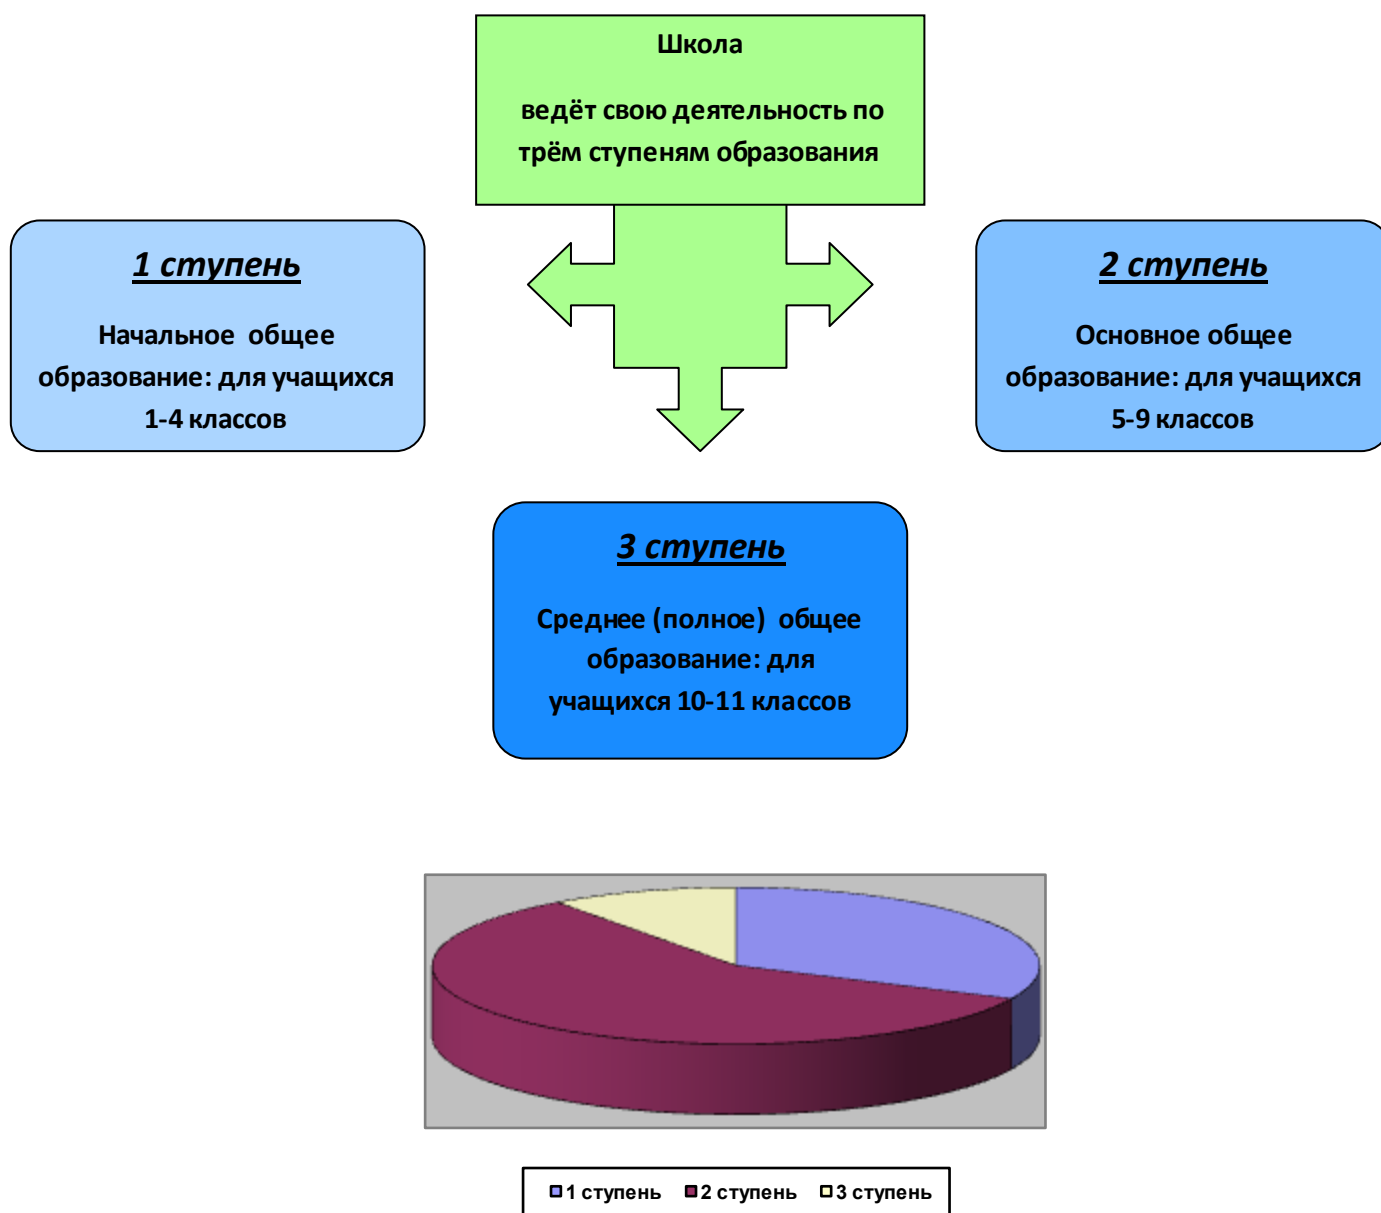 Школа
ведёт свою деятельность по
трём ступеням образования
1 ступень
Начальное общее
образование: для учащихся
1-4 классов
2 ступень
Основное общее
образование: для учащихся
5-9 классов
3 ступень
Среднее (полное) общее
образование: для
учащихся 10-11 классов
1 ступень 2 ступень 3 ступень